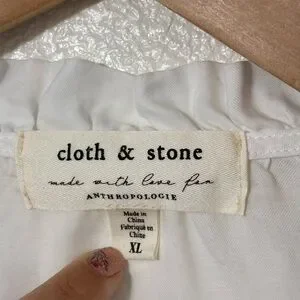 cloth & stone
made with love for
ANTHROPOLOGIE
Made in
China
Fabriqué en
Chine
XL